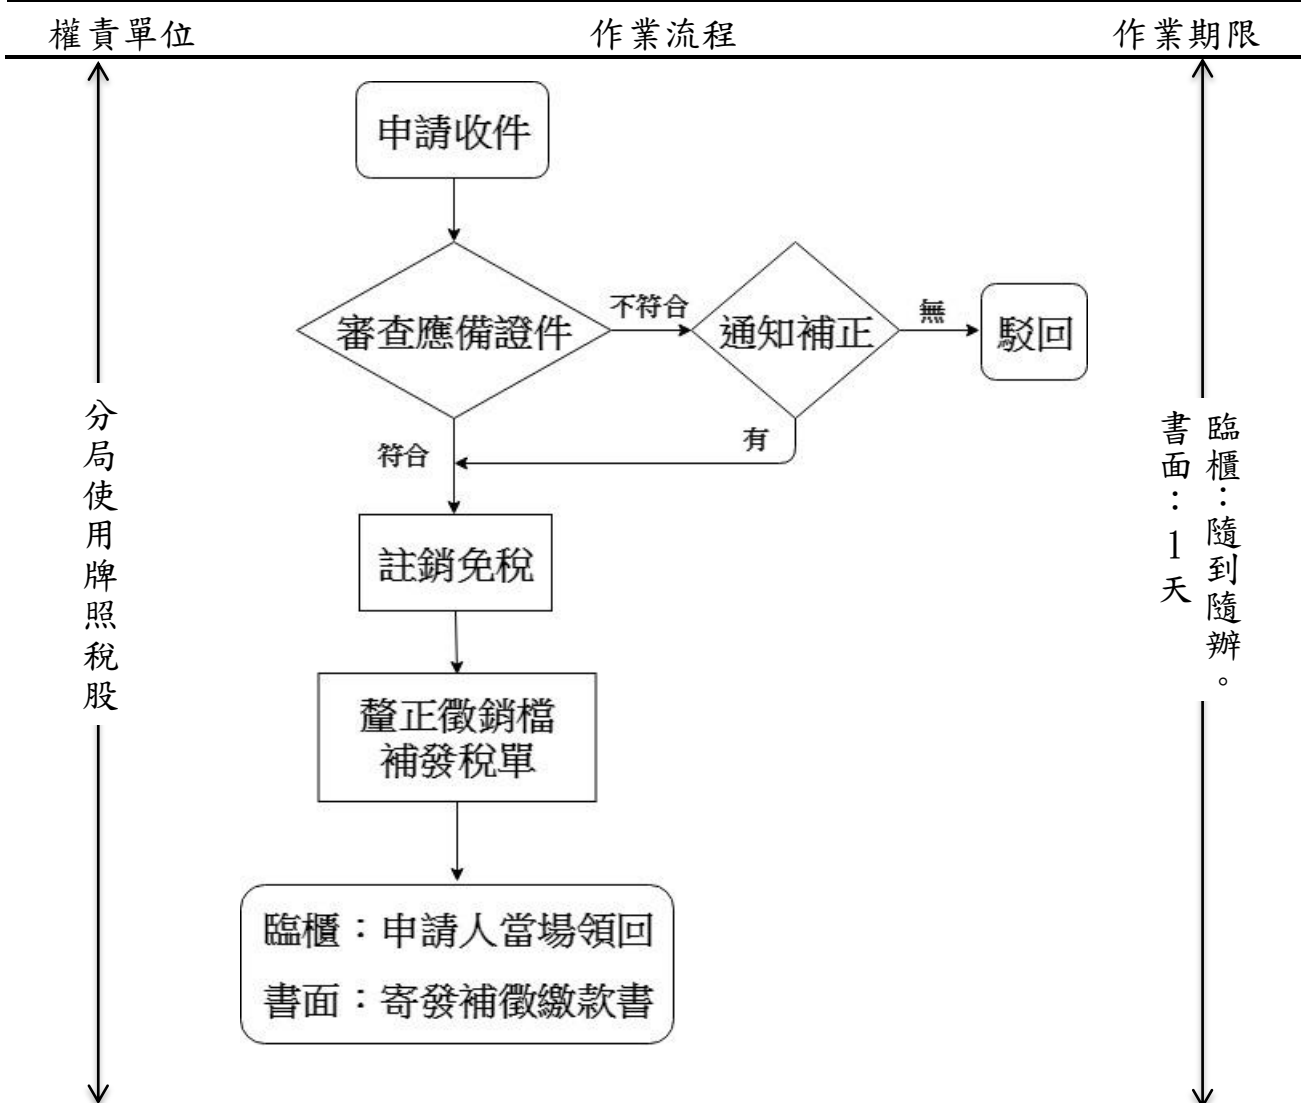 權責單位 作業流程 作業期限
申請收件
審查應備證件
不符合
通知補正
無
駁回
符合
有
註銷免稅
釐正徵銷檔
補發稅單
臨櫃：申請人當場領回
書面：寄發補徵繳款書
分局使用牌照稅股
臨櫃：隨到隨辦。
書面：1天